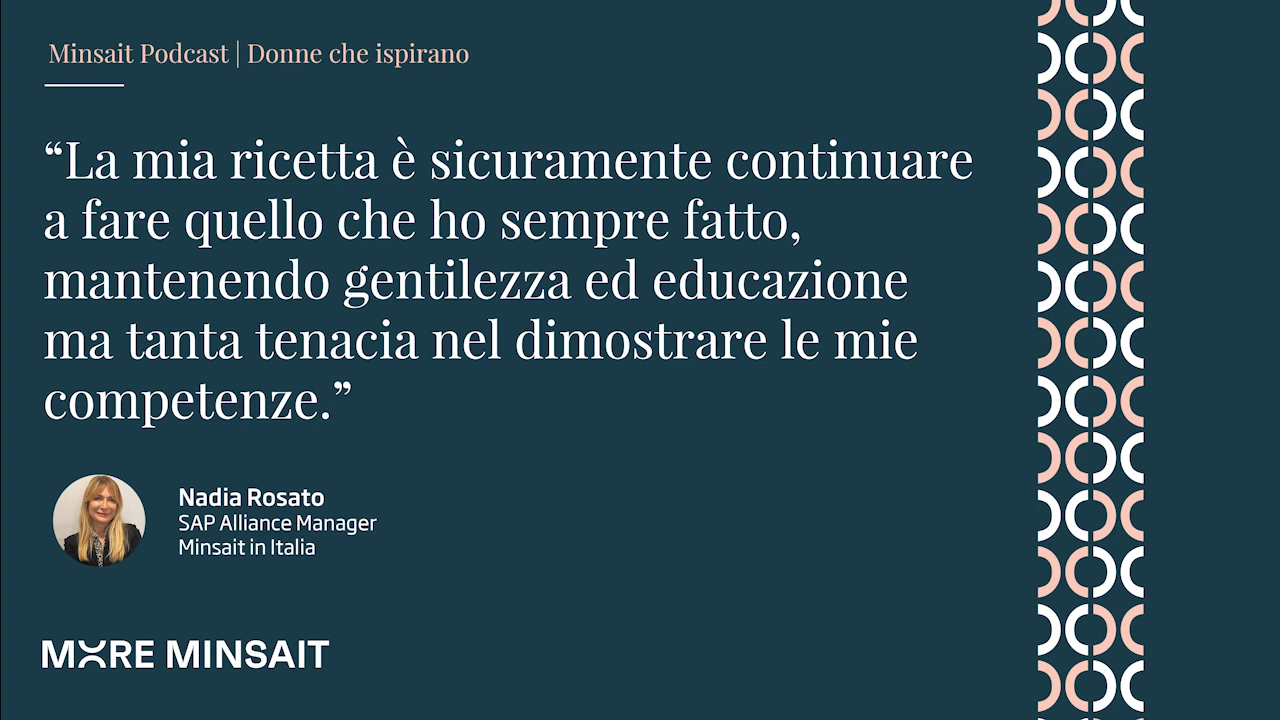 Minsait Podcast | Donne che ispirano
“La mia ricetta è sicuramente continuare
a fare quello che ho sempre fatto,
mantenendo gentilezza ed educazione
ma tanta tenacia nel dimostrare le mie
competenze.”
Nadia Rosato
SAP Alliance Manager
Minsait in Italia
MORE MINSAIT